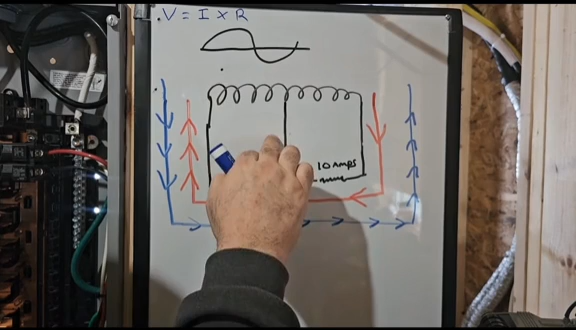 .V = I × R
10 AMPS